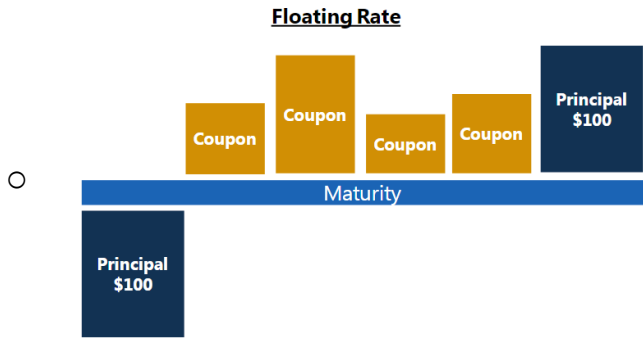 Floating Rate
Coupon
Coupon
Coupon
Coupon
Principal
$100
Maturity
Principal
$100